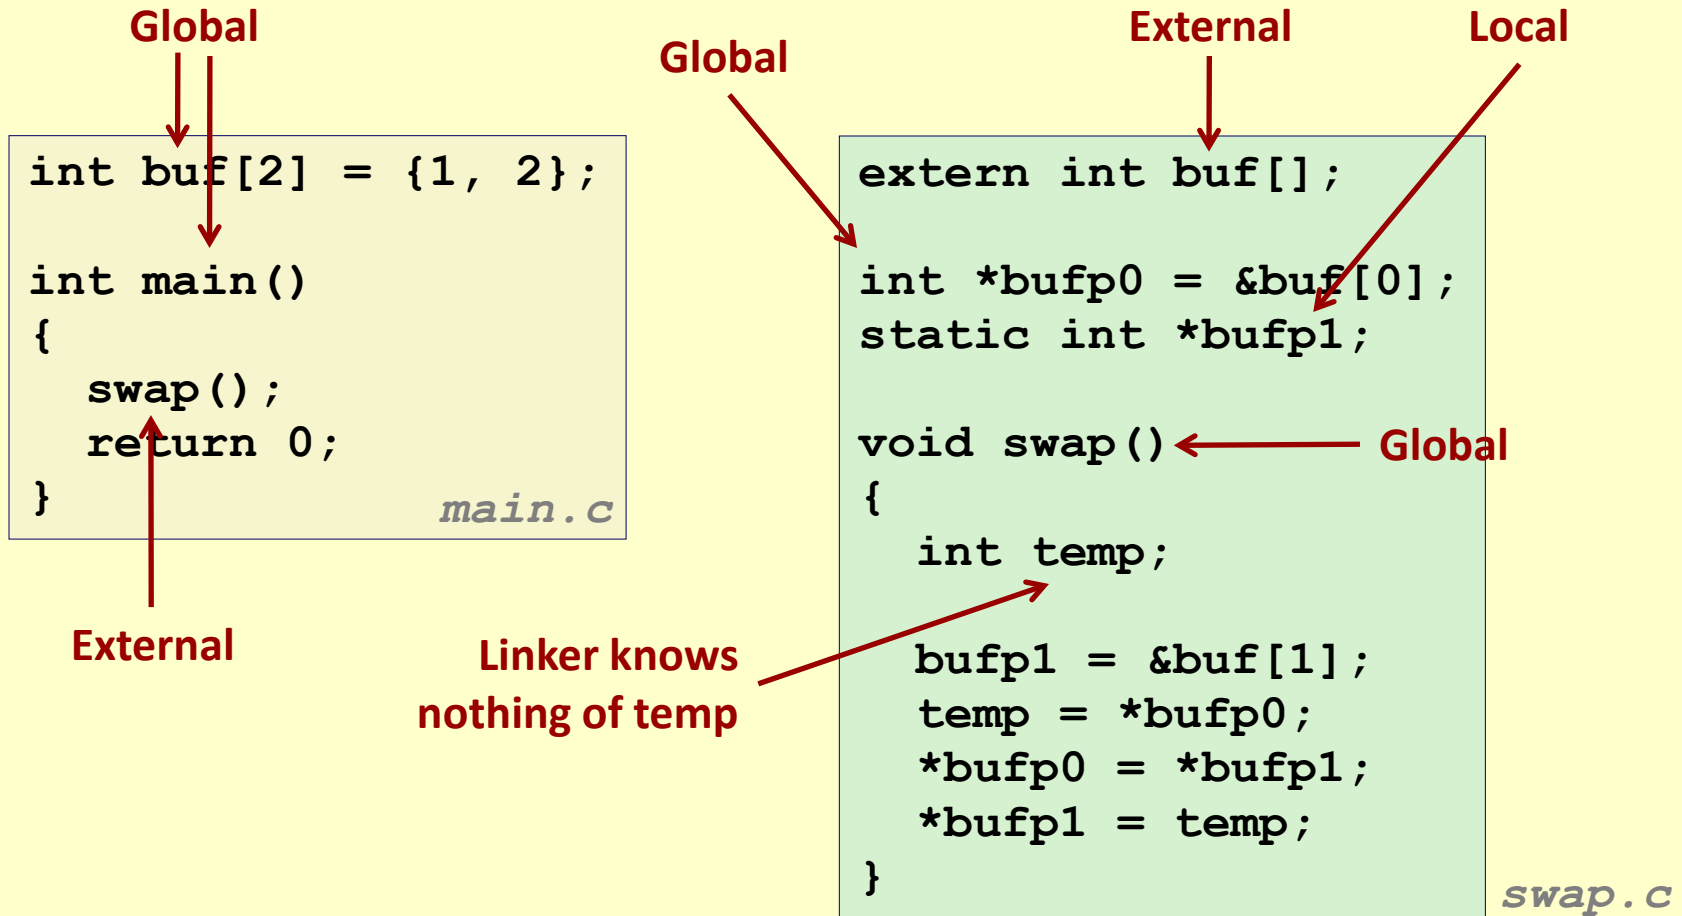 Global
int buf[2] = {1, 2};
int main()
{
  swap();
  return 0;
}
main.c
External
Global
External
Local
extern int buf[];
int *bufp0 = &buf[0];
static int *bufp1;
void swap()
Global
{
  int temp;
Linker knows
nothing of temp
  bufp1 = &buf[1];
  temp = *bufp0;
  *bufp0 = *bufp1;
  *bufp1 = temp;
}
swap.c